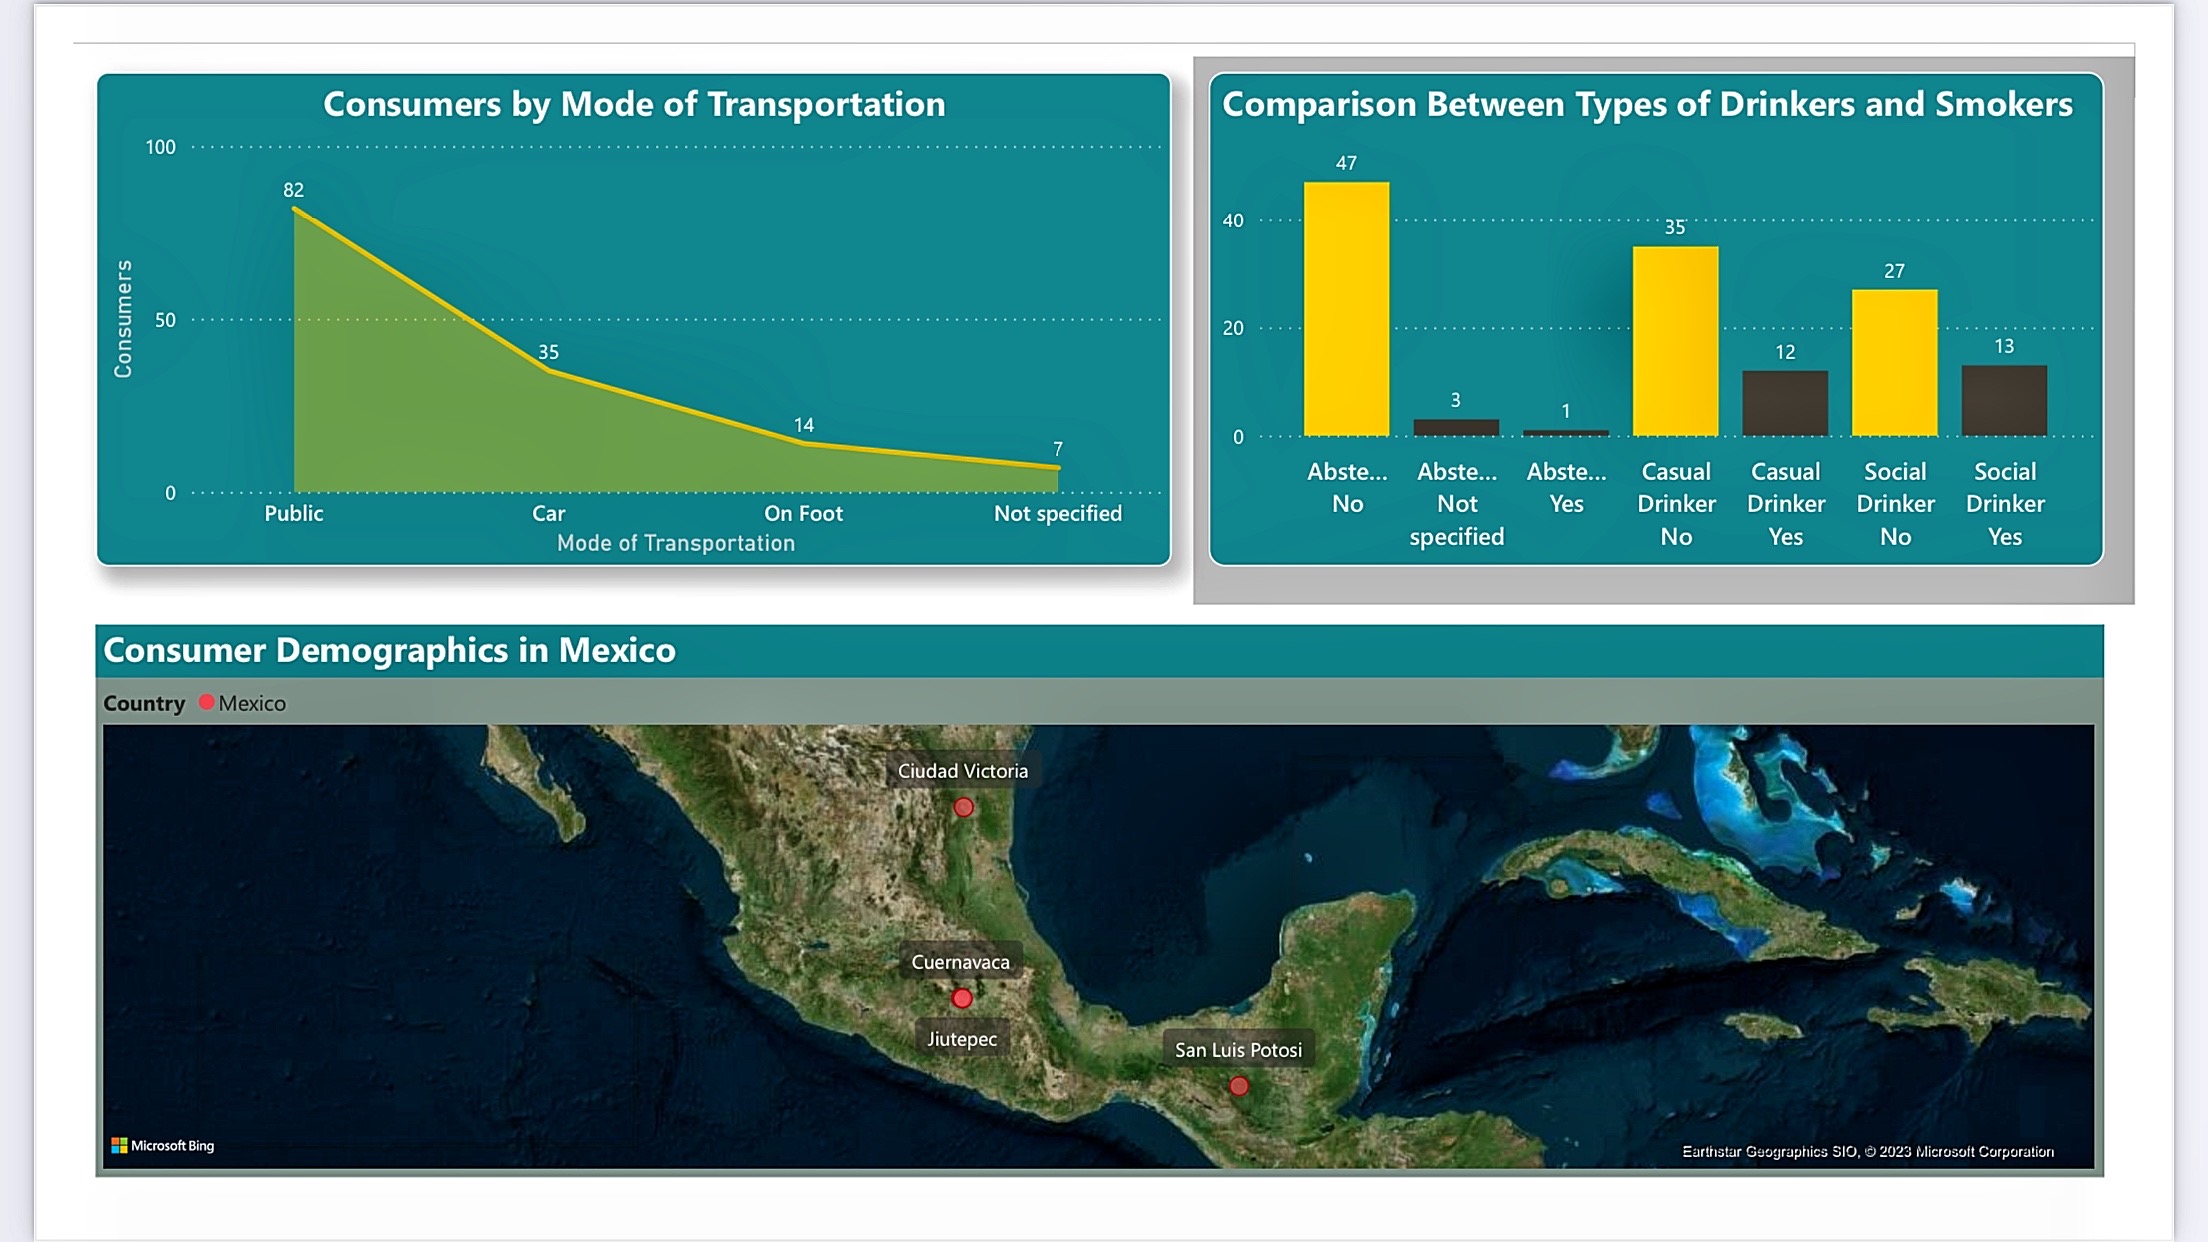 Consumers by Mode of Transportation
100
82
50
35
14
7
0
Consumers
Public
Car
On Foot
Not specified
Mode of Transportation
Comparison Between Types of Drinkers and Smokers
47
40
35
27
20
3
1
12
13
0
Abste... No
Abste... Not specified
Abste... Yes
Casual Drinker No
Casual Drinker Yes
Social Drinker No
Social Drinker Yes
Consumer Demographics in Mexico
Country Mexico
Ciudad Victoria
Cuernavaca
Jiutepec
San Luis Potosi
Microsoft Bing
Earthstar Geographics SIO, © 2023 Microsoft Corporation